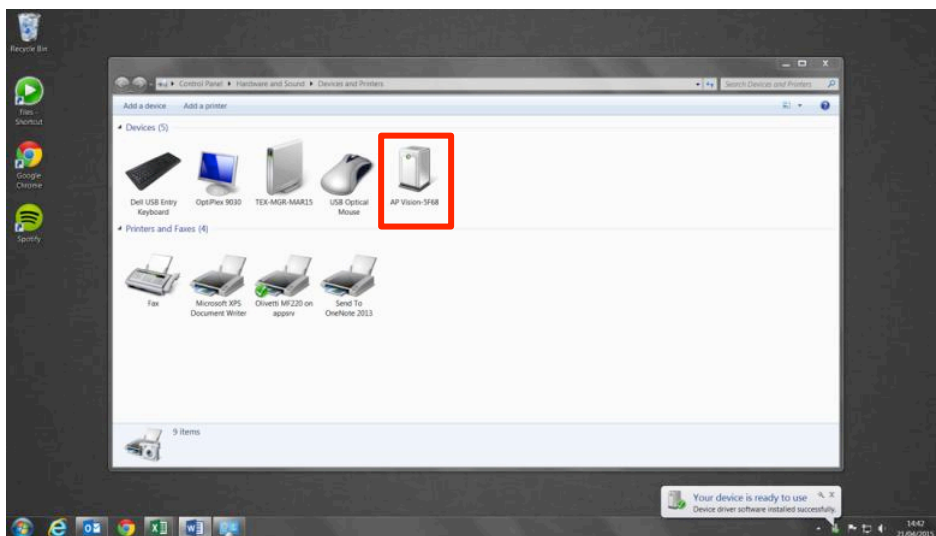 Recycle Bin
Files -
Shortcut
Google
Chrome
Spotify
Control Panel
Hardware and Sound
Devices and Printers
Search Devices and Printers
Add a device
Add a printer
Devices (5)
Dell USB Entry
Keyboard
OptiPlex 9030
TEX-MGR-MAR15
USB Optical
Mouse
AP Vision-5F68
Printers and Faxes (4)
Fax
Microsoft XPS
Document Writer
Olivetti MF220 on
appsrv
Send To
OneNote 2013
9 items
Your device is ready to use
Device driver software installed successfully.
14:42
21/04/2015